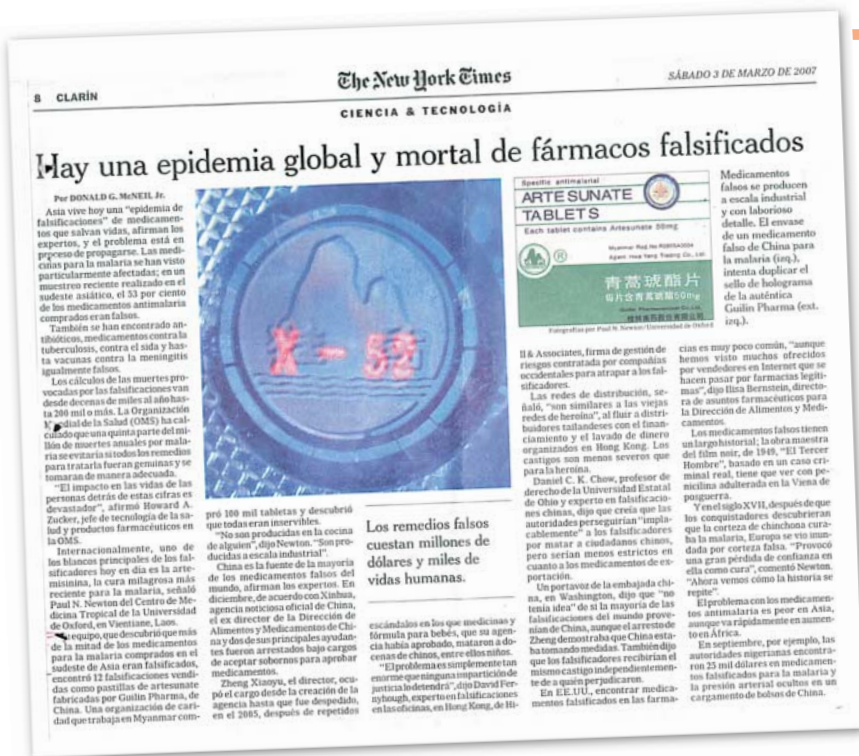 8 CLARÍN
The New York Times
SÁBADO 3 DE MARZO DE 2007
CIENCIA & TECNOLOGÍA
Hay una epidemia global y mortal de fármacos falsificados
Por DONALD G. McNEIL Jr.
Asia vive hoy una "epidemia de
falsificaciones" de medicamen-
tos que salvan vidas, afirman los
expertos, y el problema está en
proceso de propagarse. Las medi-
cinas para la malaria se han visto
particularmente afectadas; en un
muestreo reciente realizado en el
sudeste asiático, el 53 por ciento
de los medicamentos antimalaria
comprados eran falsos.
También se han encontrado an-
tibióticos, medicamentos contra la
tuberculosis, contra el sida y has-
ta vacunas contra la meningitis
igualmente falsos.
Los cálculos de las muertes pro-
vocadas por las falsificaciones van
desde decenas de miles al año has-
ta 200 mil o más. La Organización
Mundial de la Salud (OMS) ha cal-
culado que una quinta parte del mi-
llón de muertes anuales por mala-
ria se evitaría si todos los remedios
para tratarla fueran genuinas y se
tomaran de manera adecuada.
"El impacto en las vidas de las
personas detrás de estas cifras es
devastador", afirmó Howard A.
Zucker, jefe de tecnología de la sa-
lud y productos farmacéuticos en
la OMS.
Internacionalmente, uno de
los blancos principales de los fal-
sificadores hoy en día es la arte-
misinina, la cura milagrosa más
reciente para la malaria, señaló
Paul N. Newton del Centro de Me-
dicina Tropical de la Universidad
de Oxford, en Vientiane, Laos.
Su equipo, que descubrió que más
de la mitad de los medicamentos
para la malaria comprados en el
sudeste de Asia eran falsificados,
encontró 12 falsificaciones vendi-
das como pastillas de artesunate
fabricadas por Guilin Pharma, de
China. Una organización de cari-
dad que trabaja en Myanmar com-
X - 52
pró 100 mil tabletas y descubrió
que todas eran inservibles.
"No son producidas en la cocina
de alguien", dijo Newton. "Son pro-
ducidas a escala industrial".
China es la fuente de la mayoría
de los medicamentos falsos del
mundo, afirman los expertos. En
diciembre, de acuerdo con Xinhua,
agencia noticiosa oficial de China,
el ex director de la Dirección de
Alimentos y Medicamentos de Chi-
na y dos de sus principales ayudan-
tes fueron arrestados bajo cargos
de aceptar sobornos para aprobar
medicamentos.
Zheng Xiaoyu, el director, ocu-
pó el cargo desde la creación de la
agencia hasta que fue despedido,
en el 2005, después de repetidos
Los remedios falsos
cuestan millones de
dólares y miles de
vidas humanas.
escándalos en los que medicinas y
fórmula para bebés, que su agen-
cia había aprobado, mataron a do-
cenas de chinos, entre ellos niños.
"El problema es simplemente tan
enorme que ninguna impartición de
justicia lo detendrá", dijo David Fer-
nyhough, experto en falsificaciones
en las oficinas, en Hong Kong, de Hi-
Specific antimalarial
ARTESUNATE
TABLETS
Each tablet contains Artesunate 50mg
Myanmar Reg. No.
Agent: Hwa Yang Trading Co., Ltd.
青蒿琥酯片
每片含青蒿琥酯50mg
Guilin Pharmaceutical Co., Ltd.
Fotografías por Paul N. Newton/Universidad de Oxford
Medicamentos
falsos se producen
a escala industrial
y con laborioso
detalle. El envase
de un medicamento
falso de China para
la malaria (izq.),
intenta duplicar el
sello de holograma
de la auténtica
Guilin Pharma (ext.
izq.).
ll & Associates, firma de gestión de
riesgos contratada por compañías
occidentales para atrapar a los fal-
sificadores.
Las redes de distribución, se-
ñaló, "son similares a las viejas
redes de heroína", al fluir a distri-
buidores tailandeses con el finan-
ciamiento y el lavado de dinero
organizados en Hong Kong. Los
castigos son menos severos que
para la heroína.
Daniel C. K. Chow, profesor de
derecho de la Universidad Estatal
de Ohio y experto en falsificacio-
nes chinas, dijo que creía que las
autoridades perseguirían "impla-
cablemente" a los falsificadores
por matar a ciudadanos chinos,
pero serían menos estrictos en
cuanto a los medicamentos de ex-
portación.
Un portavoz de la embajada chi-
na, en Washington, dijo que "no
tenía idea" de si la mayoría de las
falsificaciones del mundo prove-
nían de China, aunque el arresto de
Zheng demostraba que China esta-
ba tomando medidas. También dijo
que los falsificadores recibirían el
mismo castigo independientemen-
te de a quién perjudicaron.
En EE.UU., encontrar medica-
mentos falsificados en las farma-
cias es muy poco común, "aunque
hemos visto muchos ofrecidos
por vendedores en Internet que se
hacen pasar por farmacias legíti-
mas", dijo Ilisa Bernstein, directo-
ra de asuntos farmacéuticos para
la Dirección de Alimentos y Medi-
camentos.
Los medicamentos falsos tienen
un largo historial; la obra maestra
del film noir, de 1949, "El Tercer
Hombre", basado en un caso cri-
minal real, tiene que ver con pe-
nicilina adulterada en la Viena de
posguerra.
Y en el siglo XVII, después de que
los conquistadores descubrieran
que la corteza de chinchona cura-
ba la malaria, Europa se vio inun-
dada por corteza falsa. "Provocó
una gran pérdida de confianza en
ella como cura", comentó Newton.
"Ahora vemos cómo la historia se
repite".
El problema con los medicamen-
tos antimalaria es peor en Asia,
aunque va rápidamente en aumen-
to en África.
En septiembre, por ejemplo, las
autoridades nigerianas encontra-
ron 25 mil dólares en medicamen-
tos falsificados para la malaria y
la presión arterial ocultos en un
cargamento de bolsos de China.